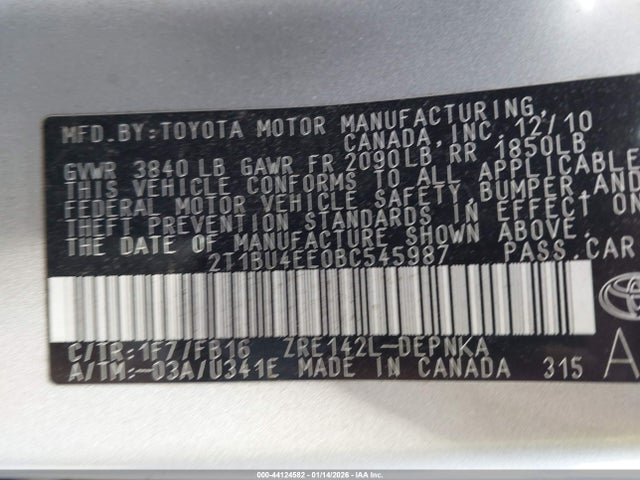 MFD. BY: TOYOTA MOTOR MANUFACTURING,
CANADA, INC. 12/10
GVWR 3840 LB GAWR FR 2090LB RR 1850LB
THIS VEHICLE CONFORMS TO ALL APPLICABLE
FEDERAL MOTOR VEHICLE SAFETY, BUMPER, AND
THEFT PREVENTION STANDARDS IN EFFECT ON
THE DATE OF MANUFACTURE SHOWN ABOVE.
2T1BU4EE0BC545987 PASS. CAR
C/TR: 1F7/FB16 ZRE142L-DEPNKA
A/TM: -03A/U341E MADE IN CANADA 315
A
000-44124582 - 01/14/2026 - IAA Inc.